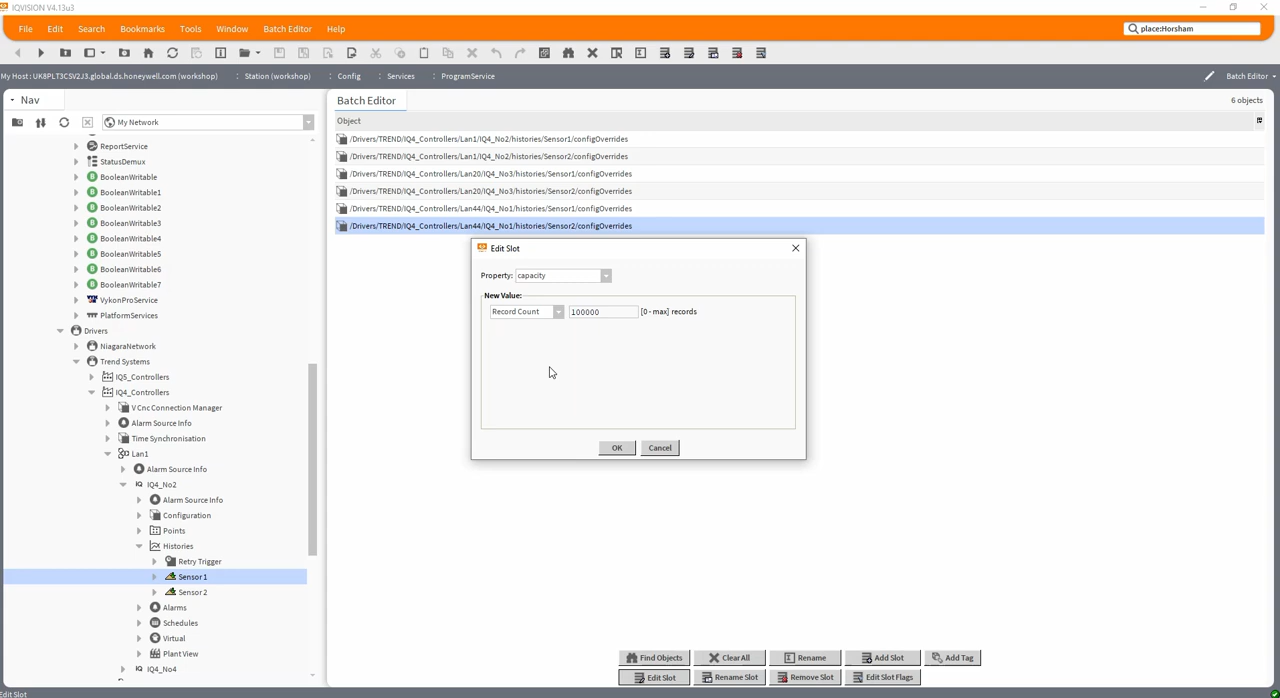 IQVISION V4.13u3
File Edit Search Bookmarks Tools Window Batch Editor Help
place:Horsham
My Host : UK8PLT3CSV2J3.global.ds.honeywell.com (workshop) : Station (workshop) : Config : Services : ProgramService
Batch Editor
Nav
My Network
ReportService
StatusDemux
BooleanWritable
BooleanWritable1
BooleanWritable2
BooleanWritable3
BooleanWritable4
BooleanWritable5
BooleanWritable6
BooleanWritable7
VykonProService
PlatformServices
Drivers
NiagaraNetwork
Trend Systems
IQ5_Controllers
IQ4_Controllers
V Cnc Connection Manager
Alarm Source Info
Time Synchronisation
Lan1
Alarm Source Info
IQ4_No2
Alarm Source Info
Configuration
Points
Histories
Retry Trigger
Sensor 1
Sensor 2
Alarms
Schedules
Virtual
Plant View
IQ4_No4
Batch Editor
6 objects
Object
/Drivers/TREND/IQ4_Controllers/Lan1/IQ4_No2/histories/Sensor1/configOverrides
/Drivers/TREND/IQ4_Controllers/Lan1/IQ4_No2/histories/Sensor2/configOverrides
/Drivers/TREND/IQ4_Controllers/Lan20/IQ4_No3/histories/Sensor1/configOverrides
/Drivers/TREND/IQ4_Controllers/Lan20/IQ4_No3/histories/Sensor2/configOverrides
/Drivers/TREND/IQ4_Controllers/Lan44/IQ4_No1/histories/Sensor1/configOverrides
/Drivers/TREND/IQ4_Controllers/Lan44/IQ4_No1/histories/Sensor2/configOverrides
Edit Slot
Property: capacity
New Value:
Record Count 100000 [0 - max] records
OK Cancel
Find Objects Clear All Rename Add Slot Add Tag
Edit Slot Rename Slot Remove Slot Edit Slot Flags
Edit Slot